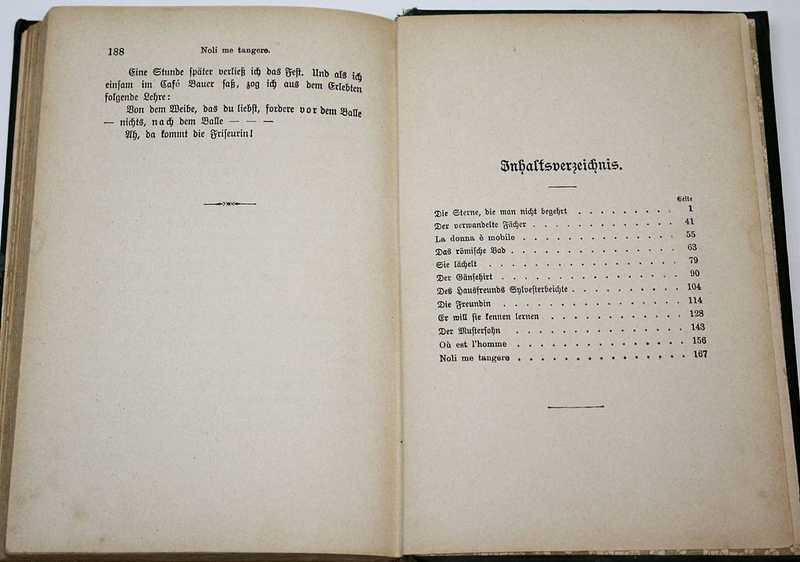 188 Noli me tangere.
Eine Stunde später verließ ich das Fest. Und als ich
einsam im Café Bauer saß, zog ich aus dem Erlebten
folgende Lehre:
Von dem Weibe, das du liebst, fordere vor dem Balle
— nichts, nach dem Balle — — —
Ah, da kommt die Friseurin!
Inhaltsverzeichnis.
Seite
Die Sterne, die man nicht begehrt . . . . . . . . . 1
Der verwandelte Fächer . . . . . . . . . . . . 41
La donna è mobile . . . . . . . . . . . . . 55
Das römische Bad . . . . . . . . . . . . . 63
Sie lächelt . . . . . . . . . . . . . . . 79
Der Gänsehirt . . . . . . . . . . . . . . 90
Des Hausfreunds Sylvesterbeichte . . . . . . . . . 104
Die Freundin . . . . . . . . . . . . . . 114
Er will sie kennen lernen . . . . . . . . . . . 128
Der Mustersohn . . . . . . . . . . . . . 143
Où est l'homme . . . . . . . . . . . . . 156
Noli me tangere . . . . . . . . . . . . . 167